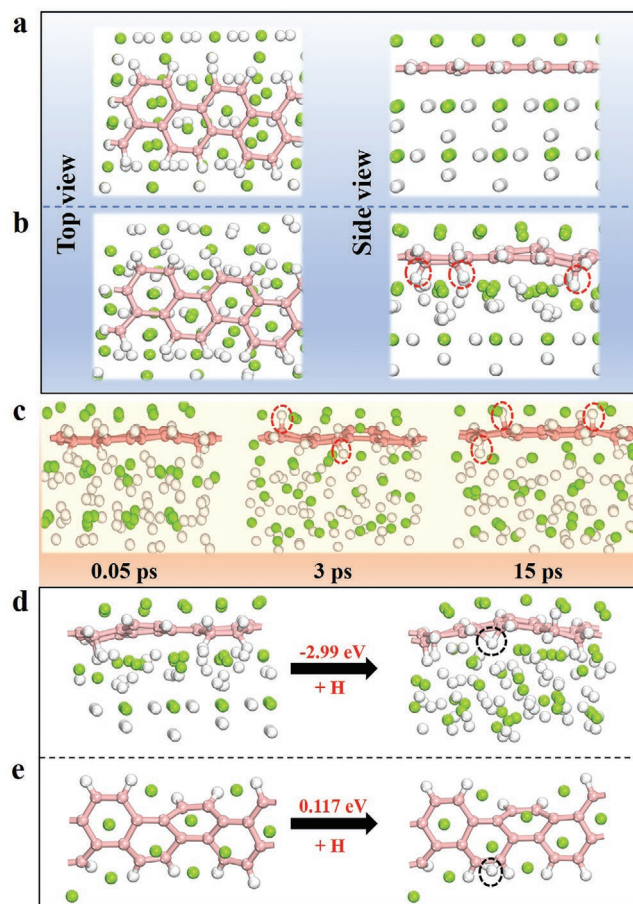 a
Top view
Side view
b
c
0.05 ps
3 ps
15 ps
d
-2.99 eV
+ H
e
0.117 eV
+ H